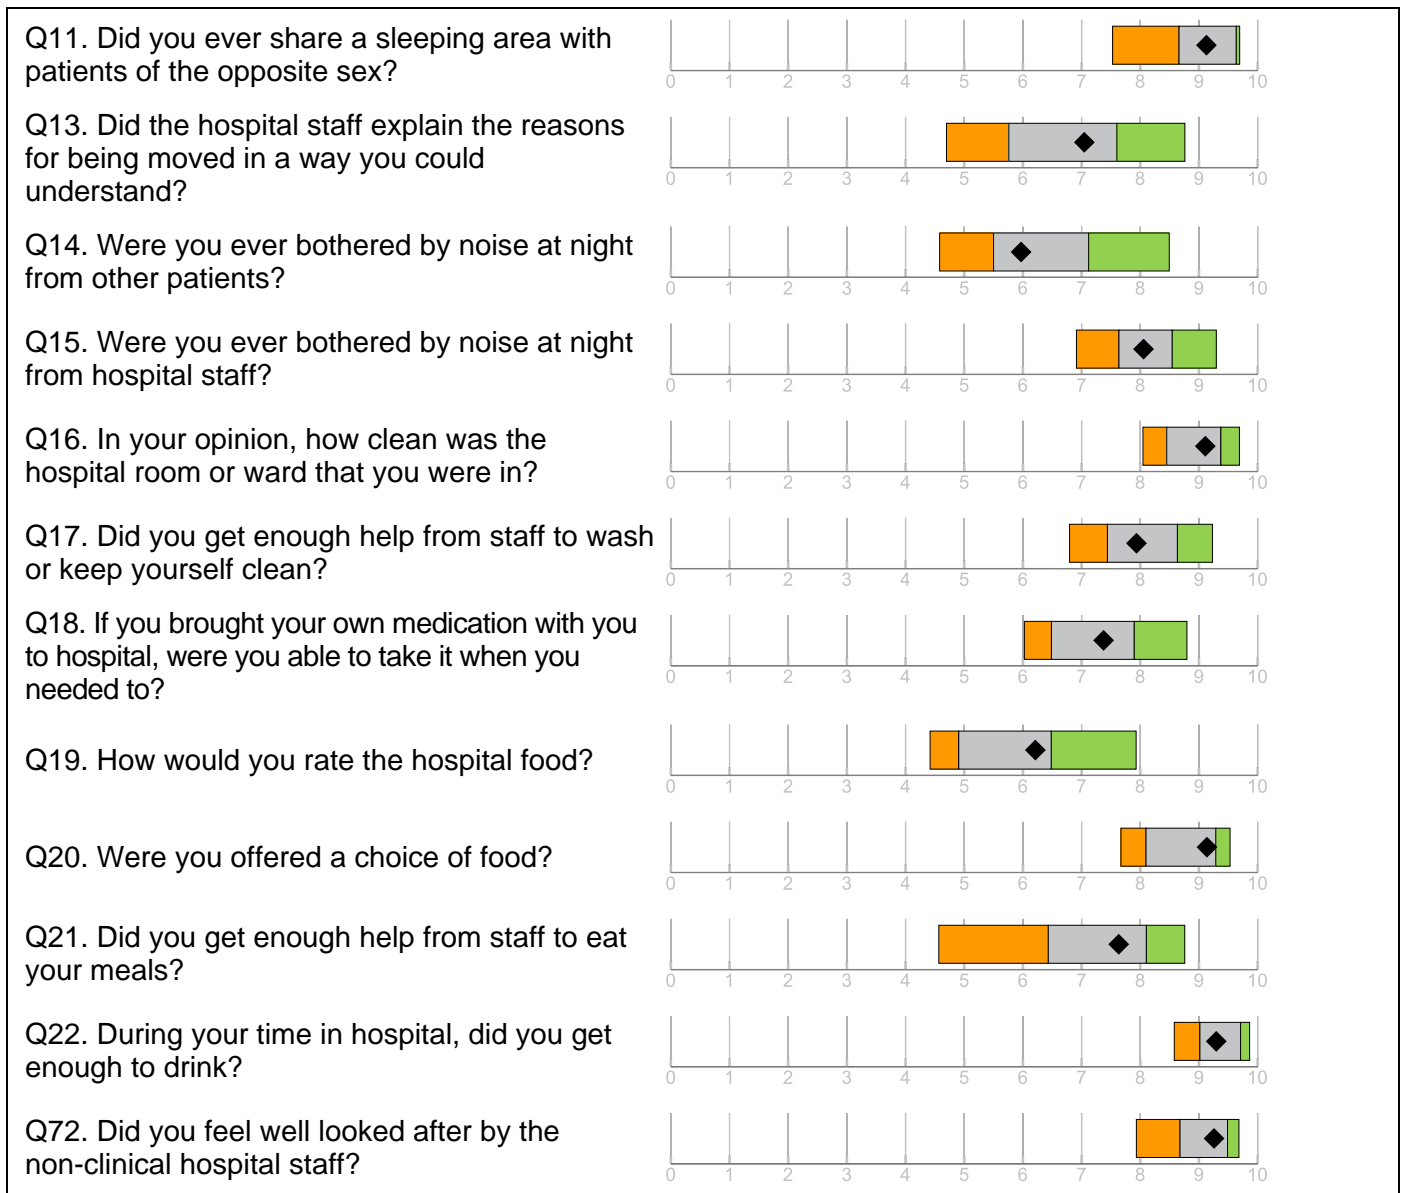 Q11. Did you ever share a sleeping area with
patients of the opposite sex?
0 1 2 3 4 5 6 7 8 9 10
Q13. Did the hospital staff explain the reasons
for being moved in a way you could
understand?
0 1 2 3 4 5 6 7 8 9 10
Q14. Were you ever bothered by noise at night
from other patients?
0 1 2 3 4 5 6 7 8 9 10
Q15. Were you ever bothered by noise at night
from hospital staff?
0 1 2 3 4 5 6 7 8 9 10
Q16. In your opinion, how clean was the
hospital room or ward that you were in?
0 1 2 3 4 5 6 7 8 9 10
Q17. Did you get enough help from staff to wash
or keep yourself clean?
0 1 2 3 4 5 6 7 8 9 10
Q18. If you brought your own medication with you
to hospital, were you able to take it when you
needed to?
0 1 2 3 4 5 6 7 8 9 10
Q19. How would you rate the hospital food?
0 1 2 3 4 5 6 7 8 9 10
Q20. Were you offered a choice of food?
0 1 2 3 4 5 6 7 8 9 10
Q21. Did you get enough help from staff to eat
your meals?
0 1 2 3 4 5 6 7 8 9 10
Q22. During your time in hospital, did you get
enough to drink?
0 1 2 3 4 5 6 7 8 9 10
Q72. Did you feel well looked after by the
non-clinical hospital staff?
0 1 2 3 4 5 6 7 8 9 10